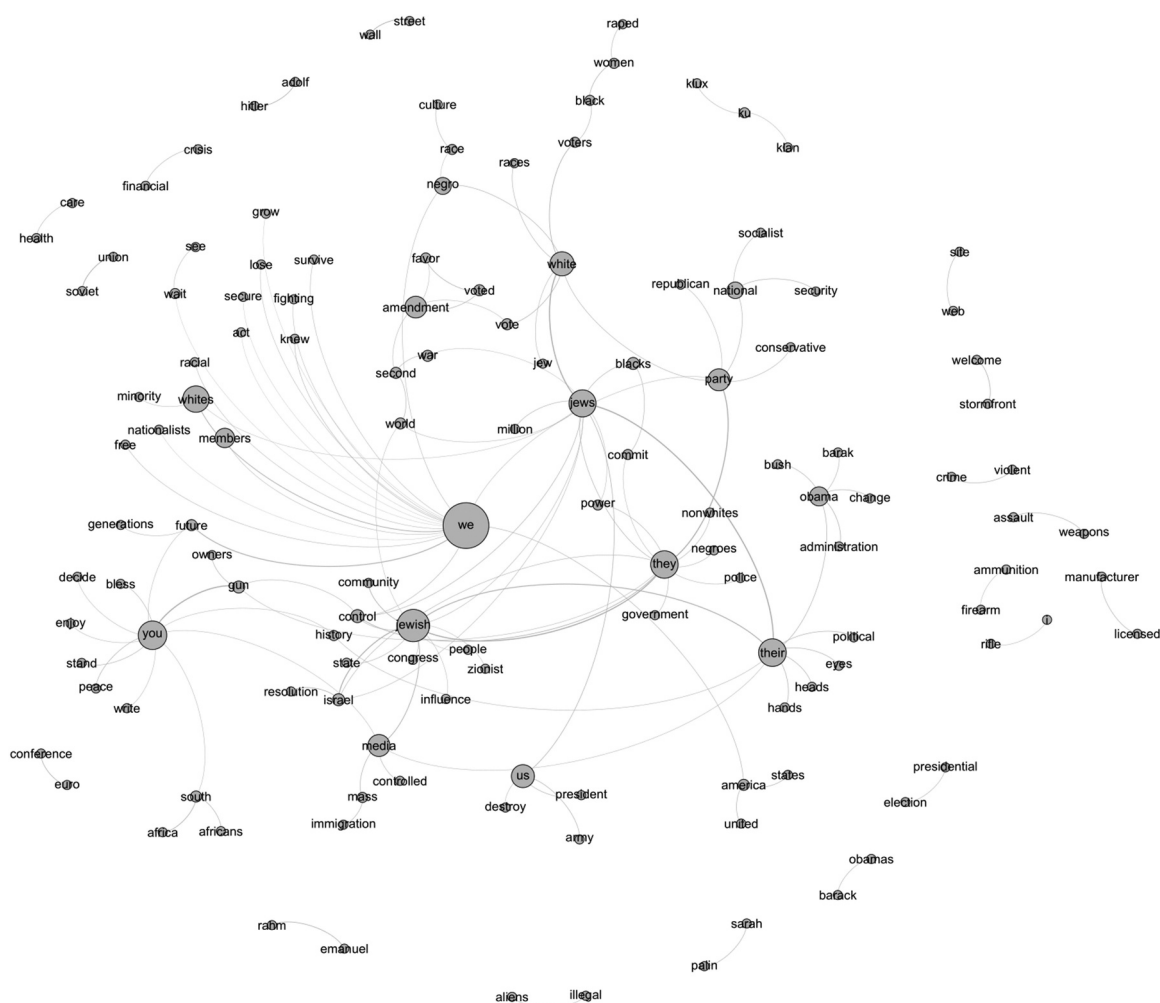 street
wall
raped
women
adolf
hitler
klux
black
culture
ku
voters
klan
crisis
race
races
financial
negro
care
grow
health
socialist
see
favor
site
union
lose
survive
white
republican
soviet
wait
secure
fighting
voted
national
security
amendment
web
act
knew
vote
conservative
war
welcome
racial
second
jew
blacks
party
minority
whites
jews
stormfront
nationalists
members
world
million
free
commit
barak
bush
violent
crime
obama
change
power
generations
future
we
nonwhites
assault
weapons
owners
negroes
administration
they
decide
bless
gun
community
police
ammunition
manufacturer
control
government
firearm
enjoy
you
history
jewish
i
political
licensed
rifle
stand
state
congress
people
their
eyes
zionist
peace
resolution
israel
influence
heads
write
hands
conference
media
presidential
euro
controlled
us
america
states
south
mass
destroy
president
election
africa
africans
immigration
army
united
obamas
barack
rahm
sarah
emanuel
palin
aliens
illegal